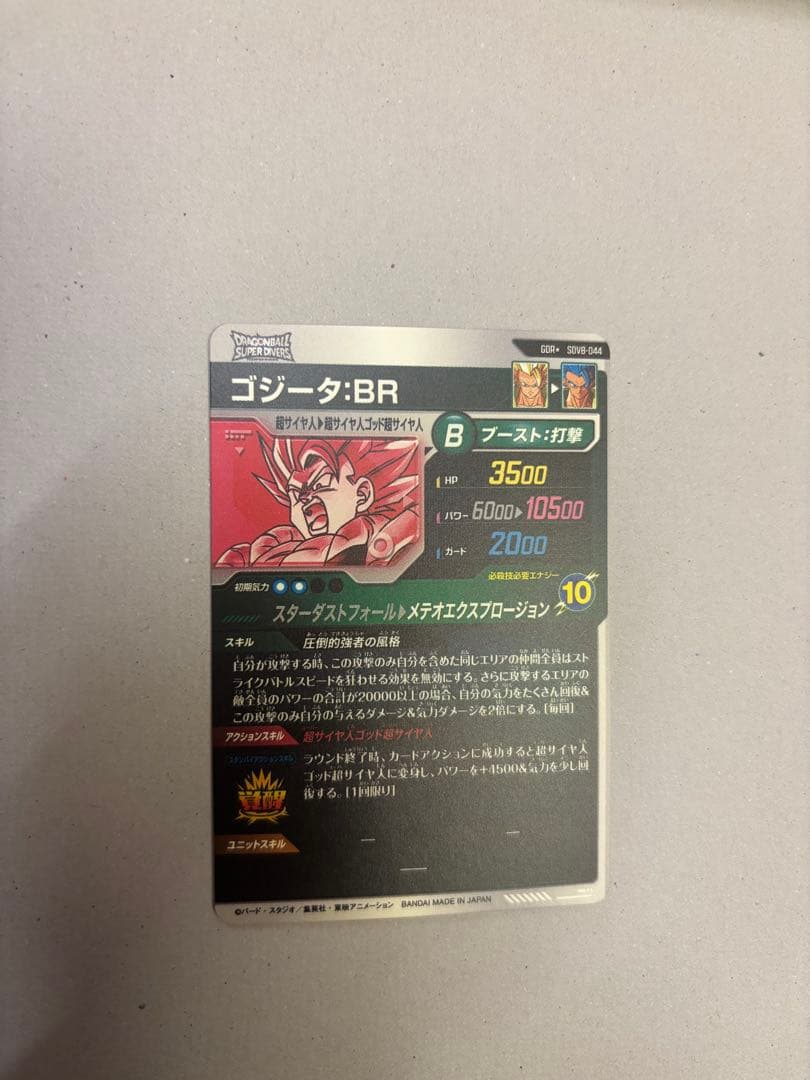 DRAGONBALL
SUPER DIVERS
GDR★ SDV8-044
ゴジータ:BR
超サイヤ人▶超サイヤ人ゴッド超サイヤ人
B ブースト:打撃
HP 3500
パワー 6000▶10500
ガード 2000
初期気力
必殺技必要エナジー
10
スターダストフォール▶メテオエクスプロージョン
スキル 圧倒的強者の風格
自分が攻撃する時、この攻撃のみ自分を含めた同じエリアの仲間全員はスト
ライクバトルスピードを狂わせる効果を無効にする。さらに攻撃するエリアの
敵全員のパワーの合計が20000以上の場合、自分の気力をたくさん回復&
この攻撃のみ自分の与えるダメージ&気力ダメージを2倍にする。[毎回]
アクションスキル 超サイヤ人ゴッド超サイヤ人
スタンバイアクションスキル
覚醒
ラウンド終了時、カードアクションに成功すると超サイヤ人
ゴッド超サイヤ人に変身し、パワーを+4500&気力を少し回
復する。[1回限り]
ユニットスキル
©バード・スタジオ/集英社・東映アニメーション BANDAI MADE IN JAPAN